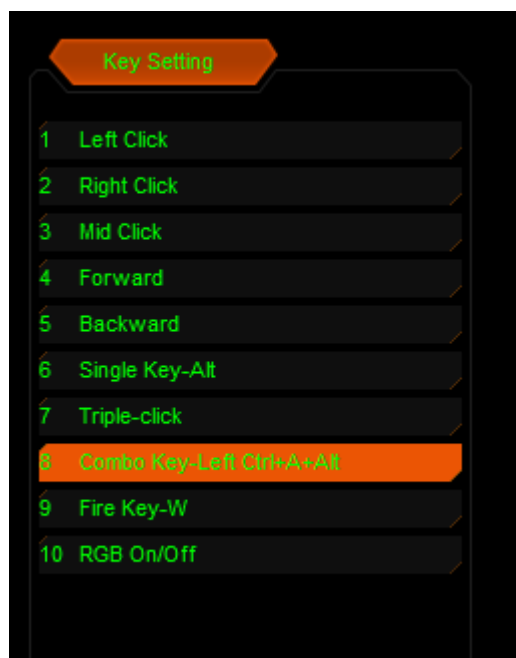 Key Setting
1 Left Click
2 Right Click
3 Mid Click
4 Forward
5 Backward
6 Single Key-Alt
7 Triple-click
8 Combo Key-Left Ctrl+A+Alt
9 Fire Key-W
10 RGB On/Off